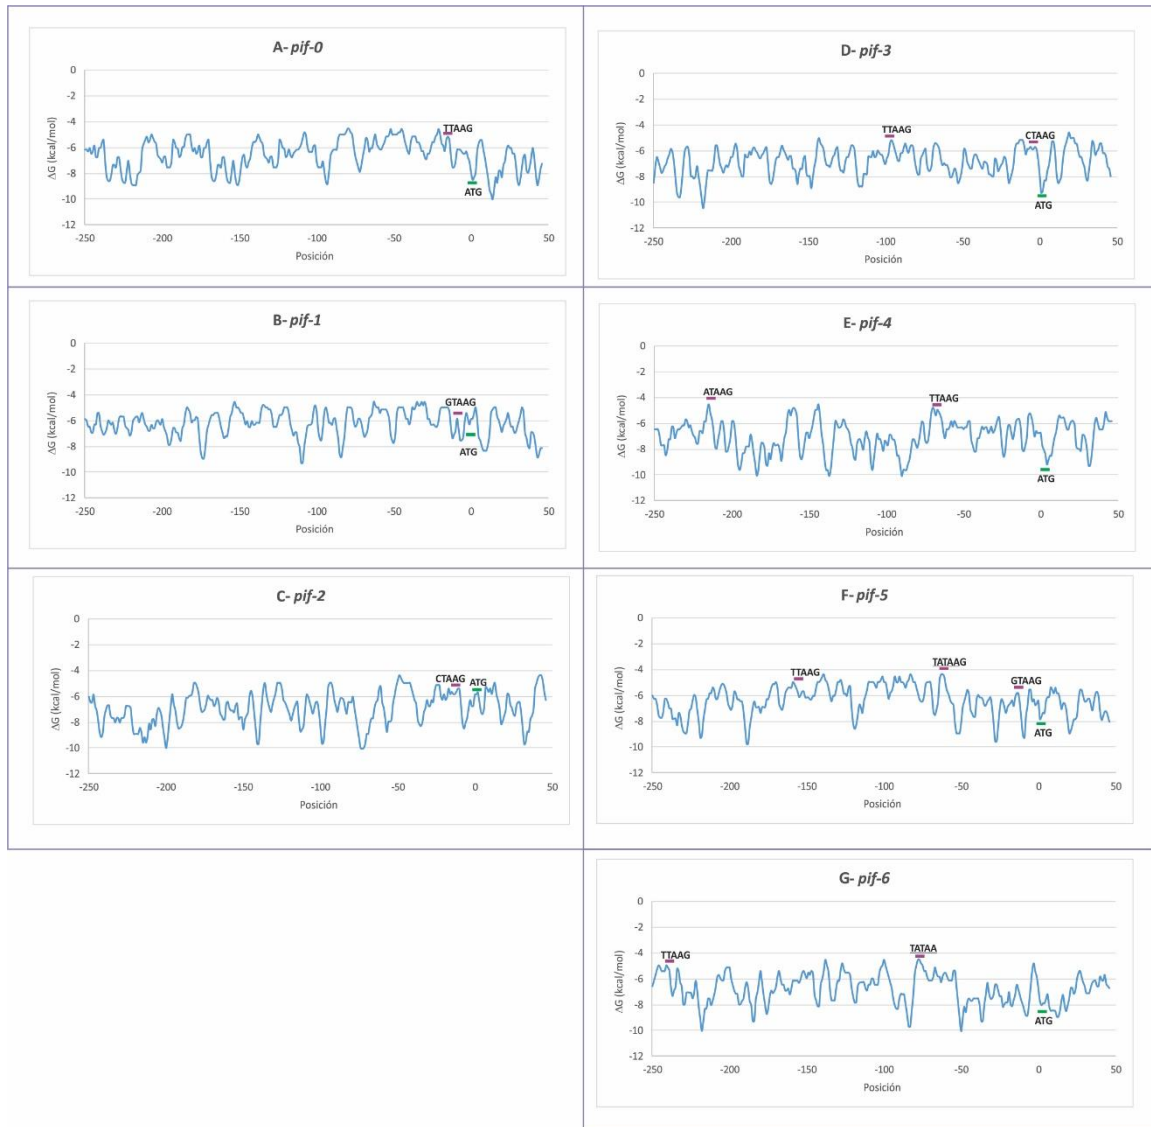 A- pif-0
ΔG (kcal/mol)
0
-2
-4
-6
-8
-10
-12
TTAAG
ATG
-250 -200 -150 -100 -50 0 50
Posición
D- pif-3
ΔG (kcal/mol)
0
-2
-4
-6
-8
-10
-12
TTAAG
CTAAG
ATG
-250 -200 -150 -100 -50 0 50
Posición
B- pif-1
ΔG (kcal/mol)
0
-2
-4
-6
-8
-10
-12
GTAAG
ATG
-250 -200 -150 -100 -50 0 50
Posición
E- pif-4
ΔG (kcal/mol)
0
-2
-4
-6
-8
-10
-12
ATAAG
TTAAG
ATG
-250 -200 -150 -100 -50 0 50
Posición
C- pif-2
ΔG (kcal/mol)
0
-2
-4
-6
-8
-10
-12
CTAAG ATG
-250 -200 -150 -100 -50 0 50
Posición
F- pif-5
ΔG (kcal/mol)
0
-2
-4
-6
-8
-10
-12
TTAAG
TATAAG
GTAAG
ATG
-250 -200 -150 -100 -50 0 50
Posición
G- pif-6
ΔG (kcal/mol)
0
-2
-4
-6
-8
-10
-12
TTAAG
TATAA
ATG
-250 -200 -150 -100 -50 0 50
Posición